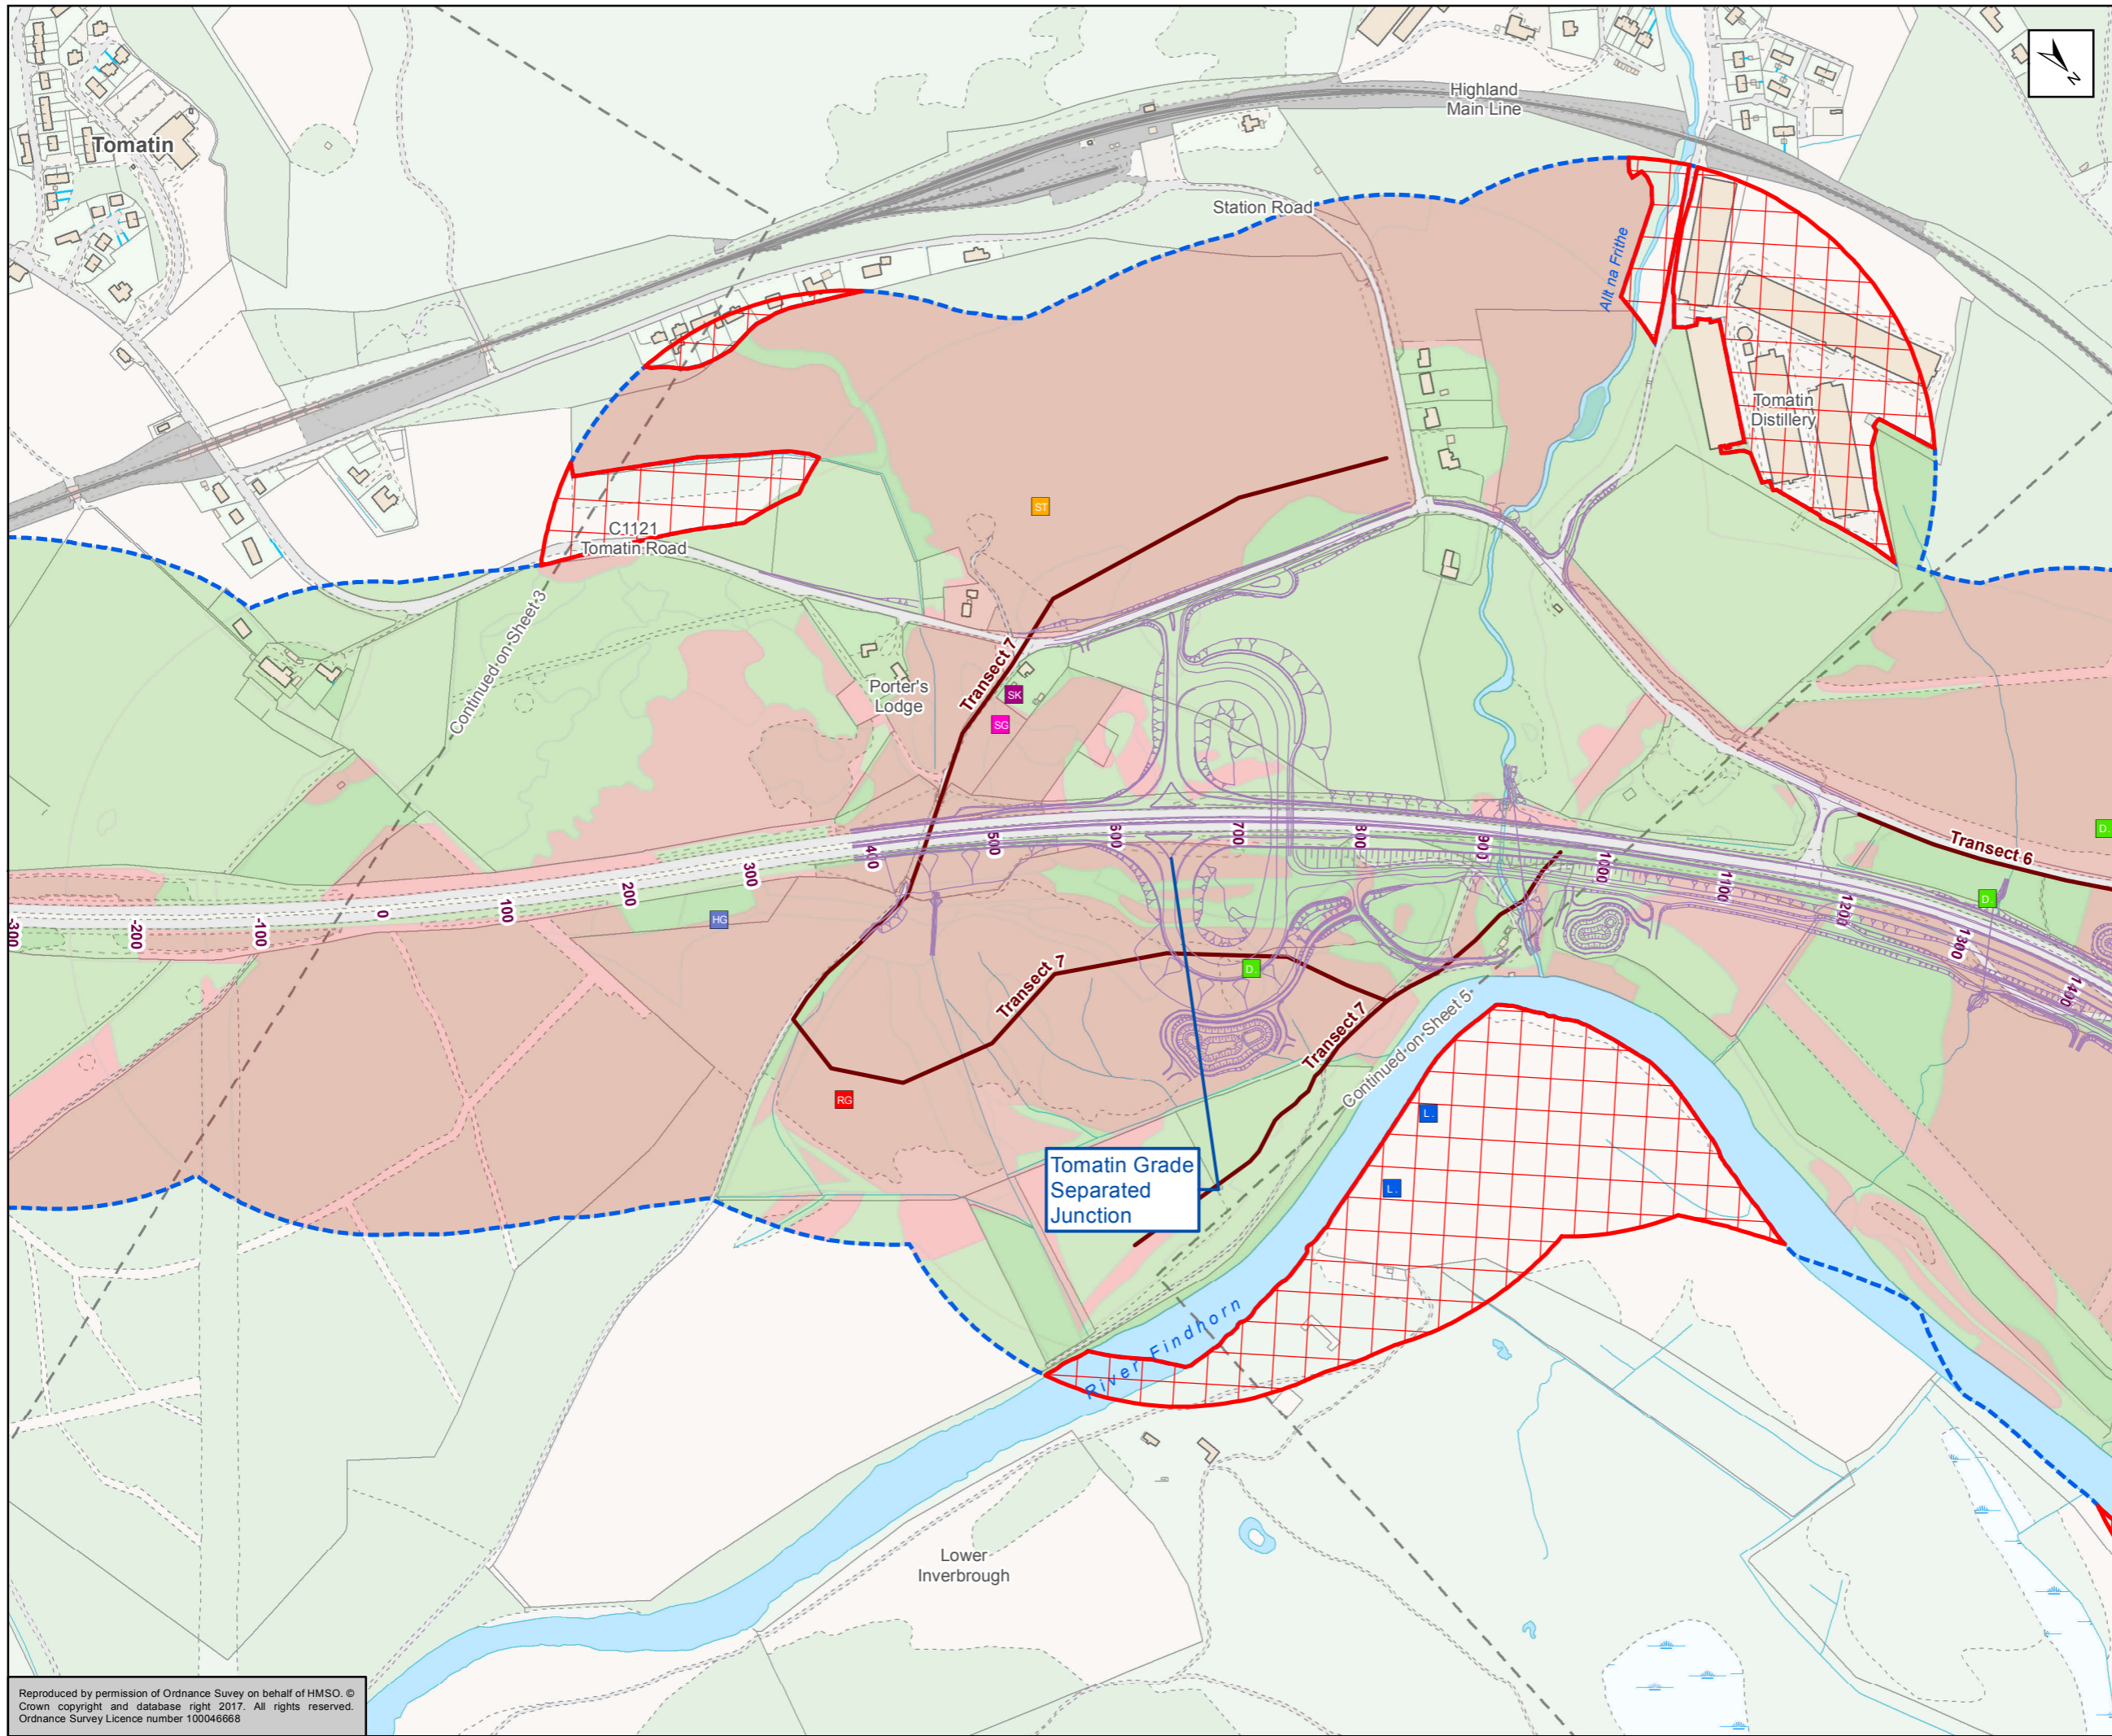 N
Highland
Main Line
Tomatin
Station Road
Allt na Frithe
Tomatin
Distillery
ST
C1121
Tomatin Road
Continued on Sheet 3
Transect 7
Porter's
Lodge
SK
SG
Transect 6
D.
D.
-300
-200
-100
0
100
200
300
400
500
600
700
800
900
1000
1100
1200
1300
1400
HG
D.
Transect 7
Transect 7
Continued on Sheet 5
RG
L.
L.
Tomatin Grade
Separated
Junction
River Findhorn
Lower
Inverbrough
Reproduced by permission of Ordnance Suvey on behalf of HMSO. ©
Crown copyright and database right 2017. All rights reserved.
Ordnance Survey Licence number 100046668